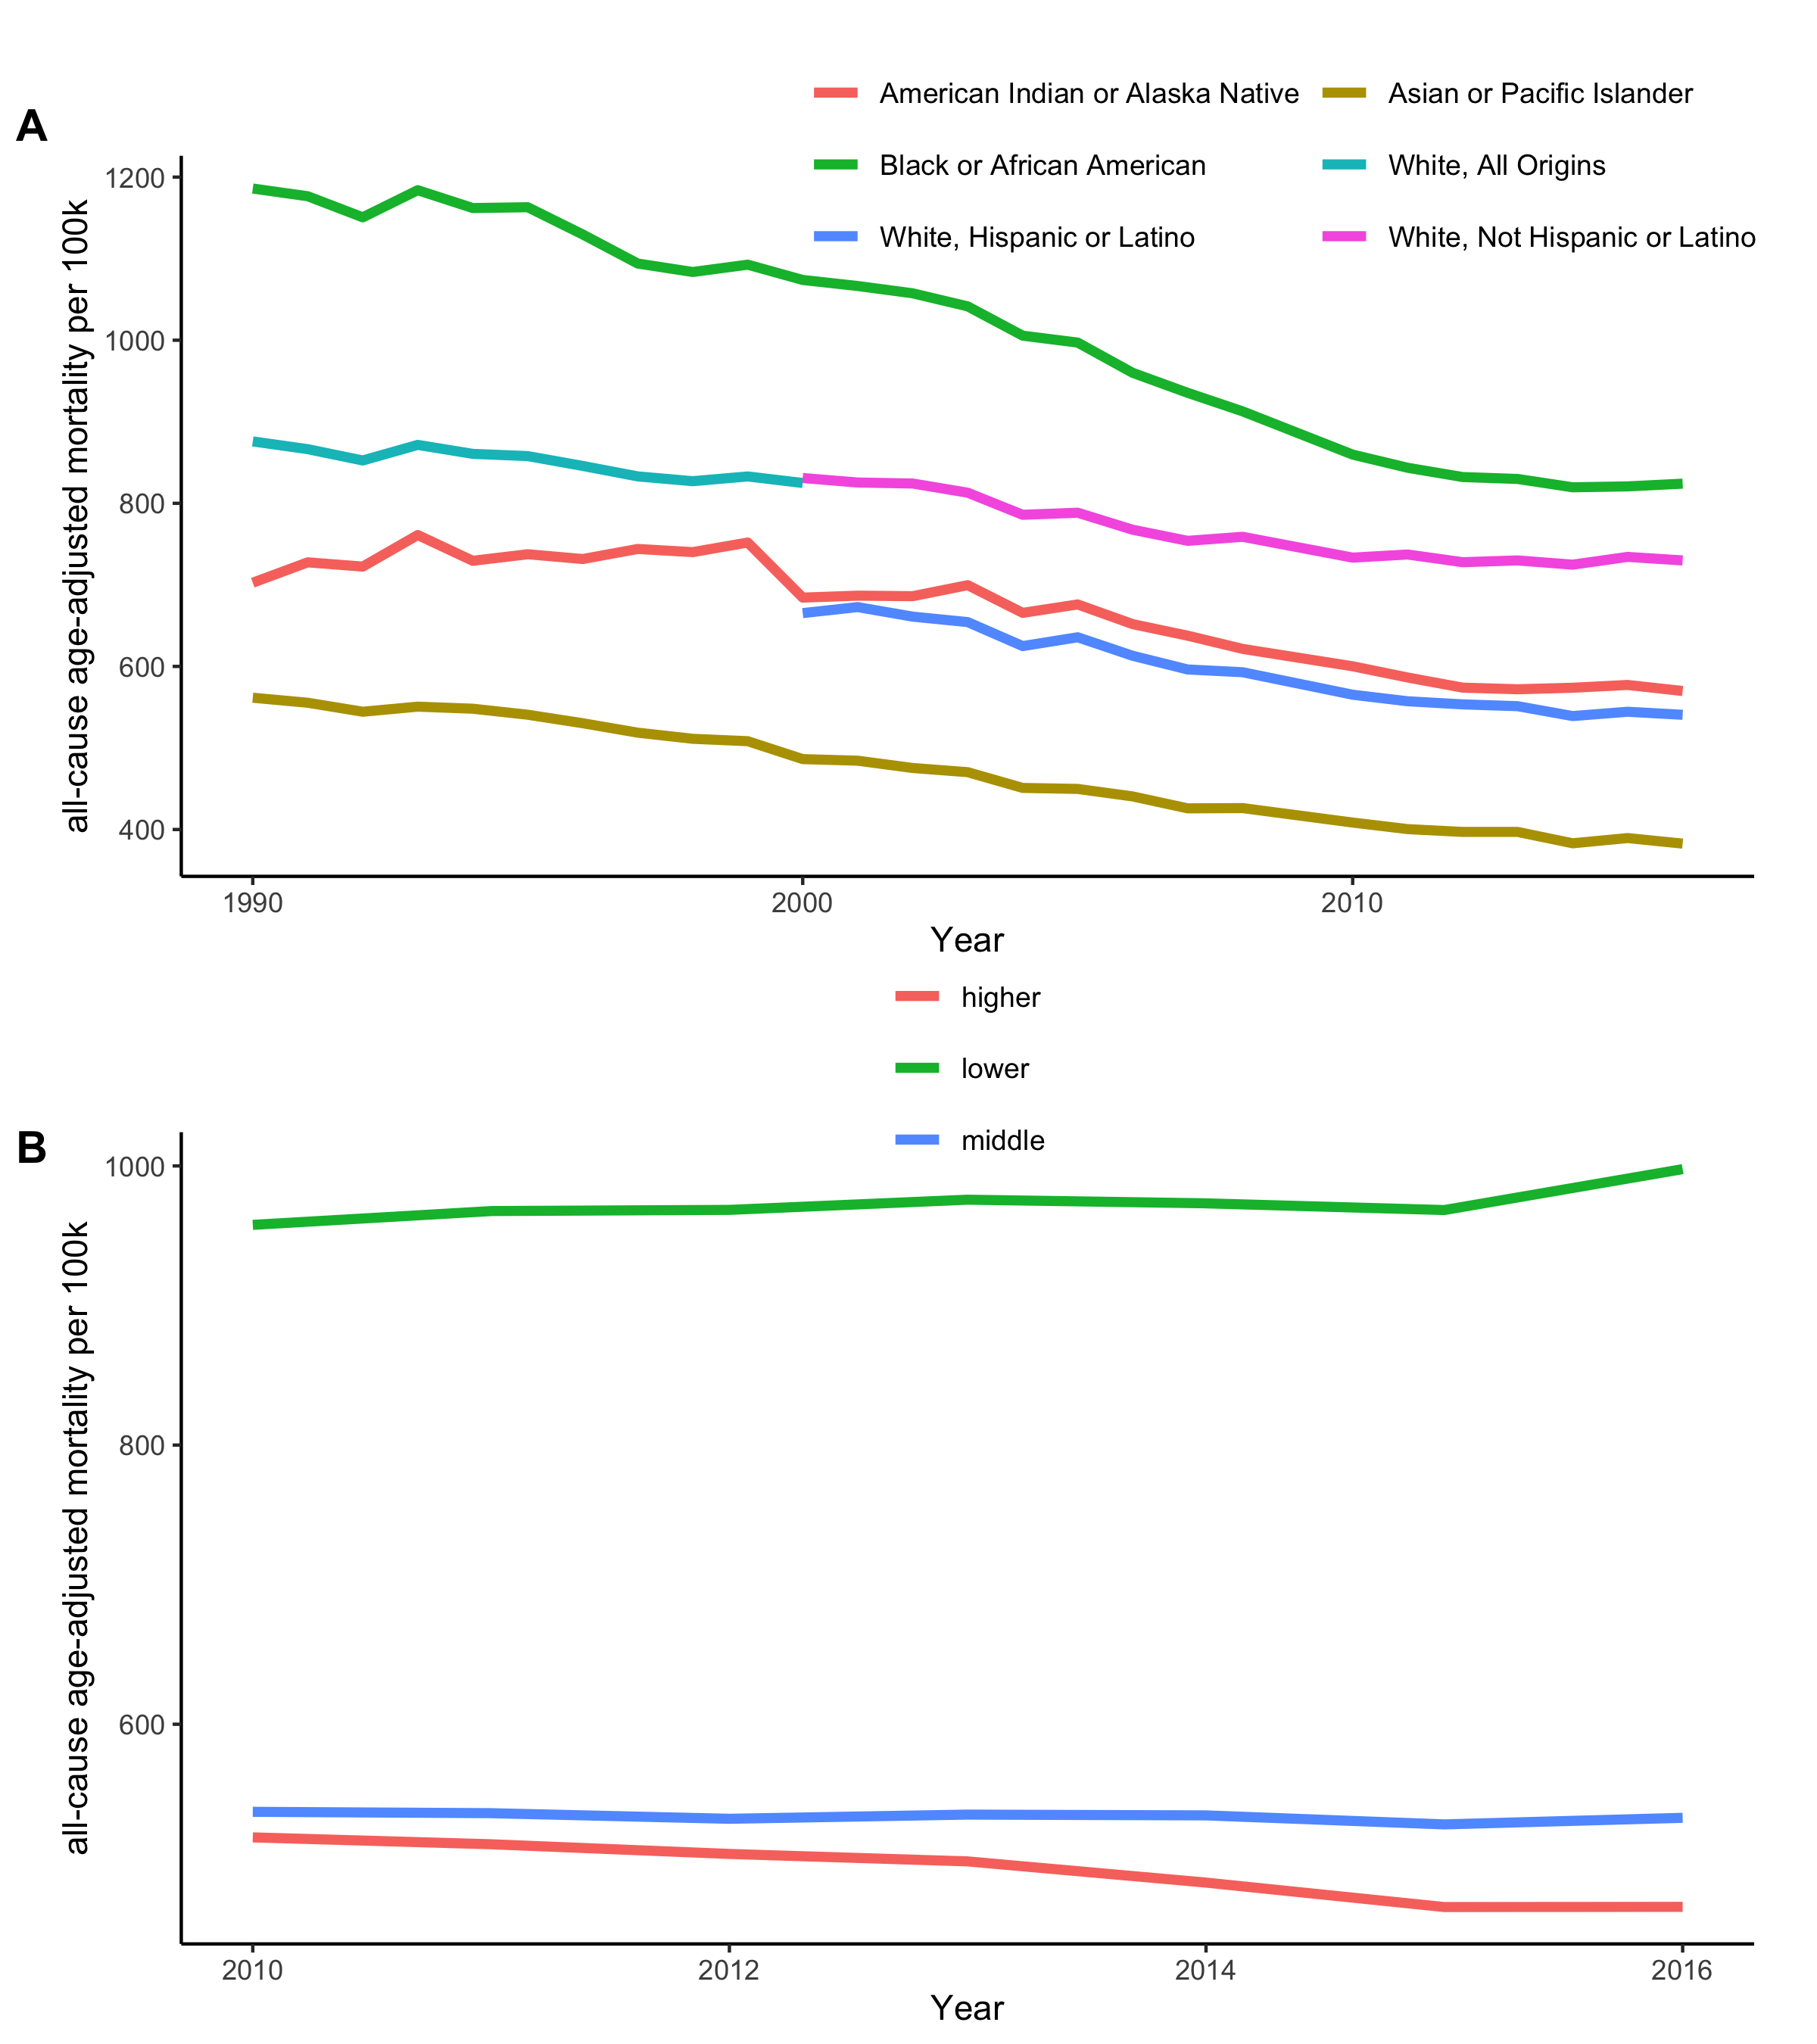 American Indian or Alaska Native Asian or Pacific Islander
A
Black or African American White, All Origins
1200
White, Hispanic or Latino White, Not Hispanic or Latino
1000
800
600
400
all-cause age-adjusted mortality per 100k
1990 2000 2010
Year
higher
lower
middle
B
1000
800
600
all-cause age-adjusted mortality per 100k
2010 2012 2014 2016
Year